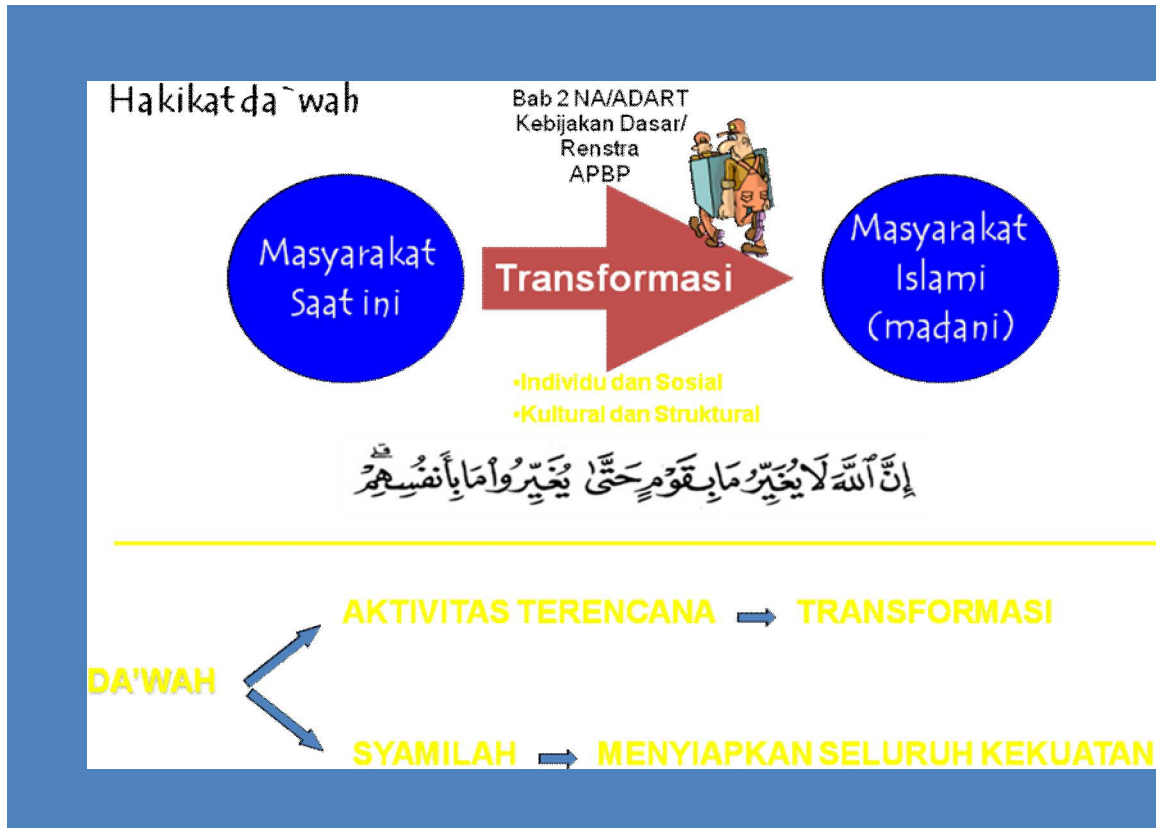 Hakikat da`wah
Bab 2 NA/ADART
Kebijakan Dasar/
Renstra
APBP
Masyarakat
Saat ini
Transformasi
Masyarakat
Islami
(madani)
•Individu dan Sosial
•Kultural dan Struktural
إِنَّ ٱللَّهَ لَا يُغَيِّرُ مَا بِقَوْمٍ حَتَّىٰ يُغَيِّرُوا۟ مَا بِأَنفُسِهِمْ ۗ
AKTIVITAS TERENCANA TRANSFORMASI
DA'WAH
SYAMILAH MENYIAPKAN SELURUH KEKUATAN